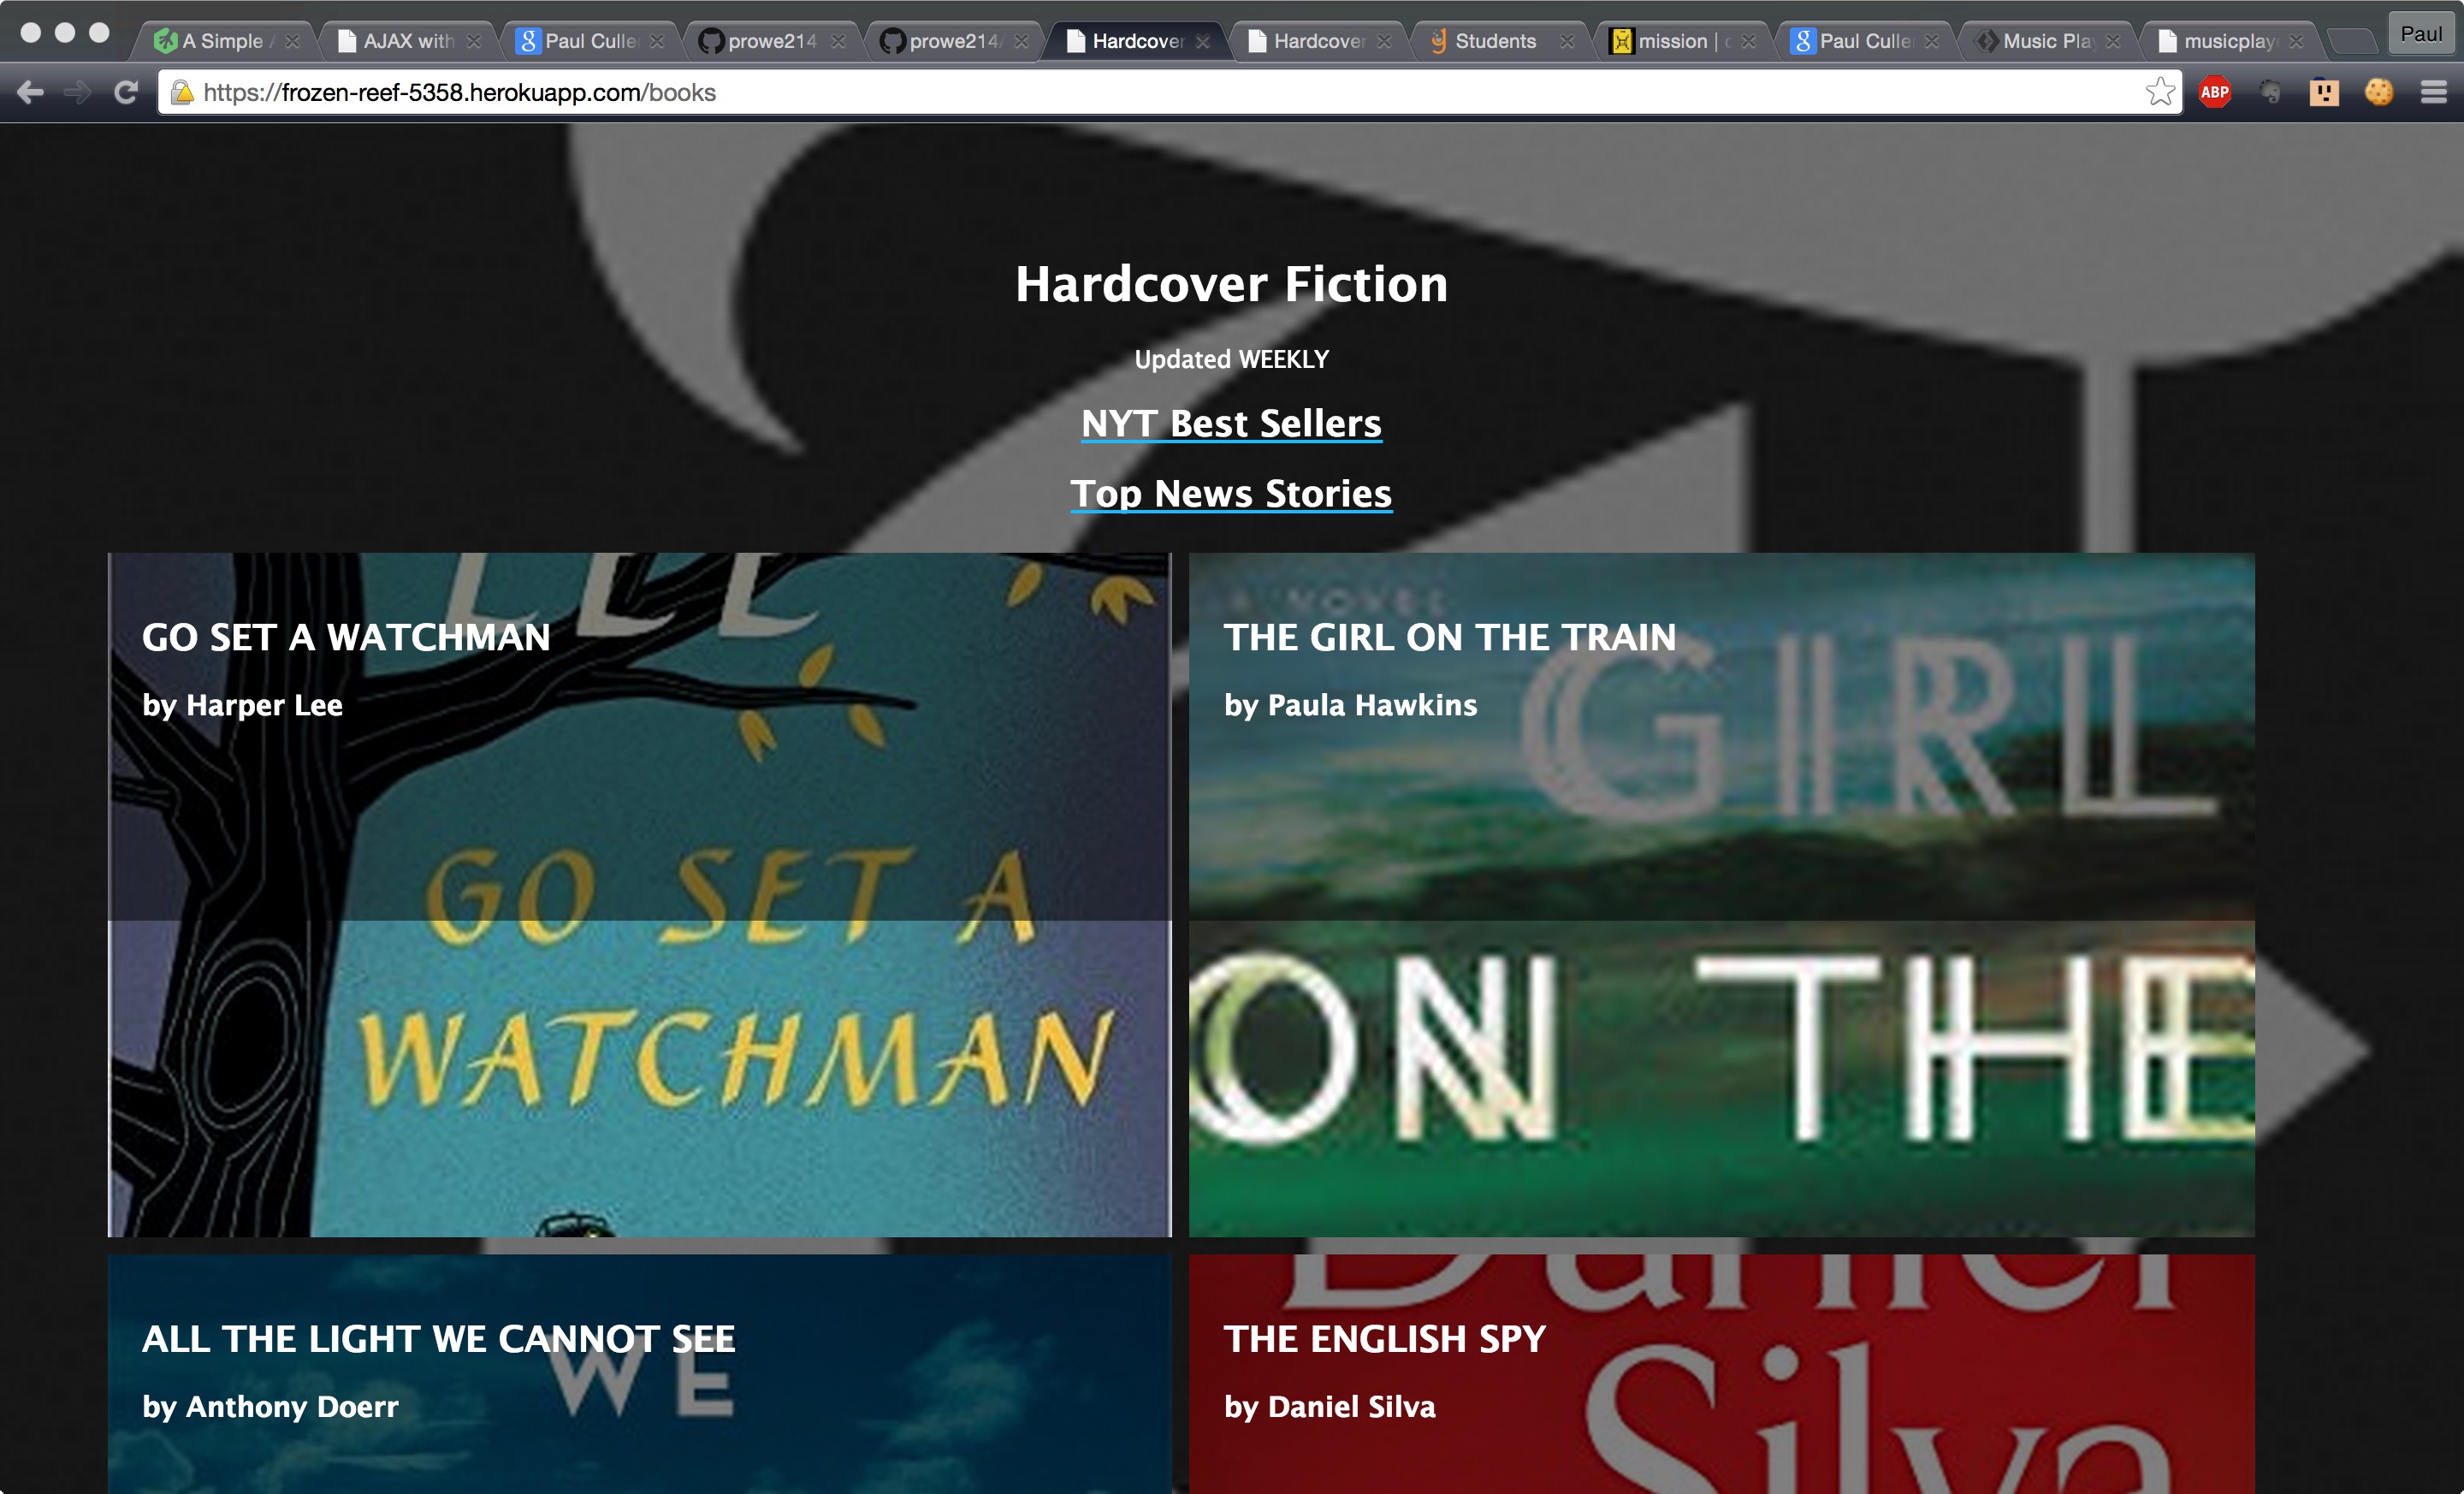 A Simple A
AJAX with
Paul Culle
prowe214
prowe214/
Hardcover
Hardcover
Students
mission | c
Paul Culle
Music Pla
musicplay
Paul
https://frozen-reef-5358.herokuapp.com/books
ABP
Hardcover Fiction
Updated WEEKLY
NYT Best Sellers
Top News Stories
LEE
GO SET A WATCHMAN
by Harper Lee
GO SET A
WATCHMAN
A NOVEL
THE GIRL ON THE TRAIN
GIRL
by Paula Hawkins
ON THE
ALL THE LIGHT WE CANNOT SEE
WE
by Anthony Doerr
Daniel
THE ENGLISH SPY
Silva
by Daniel Silva